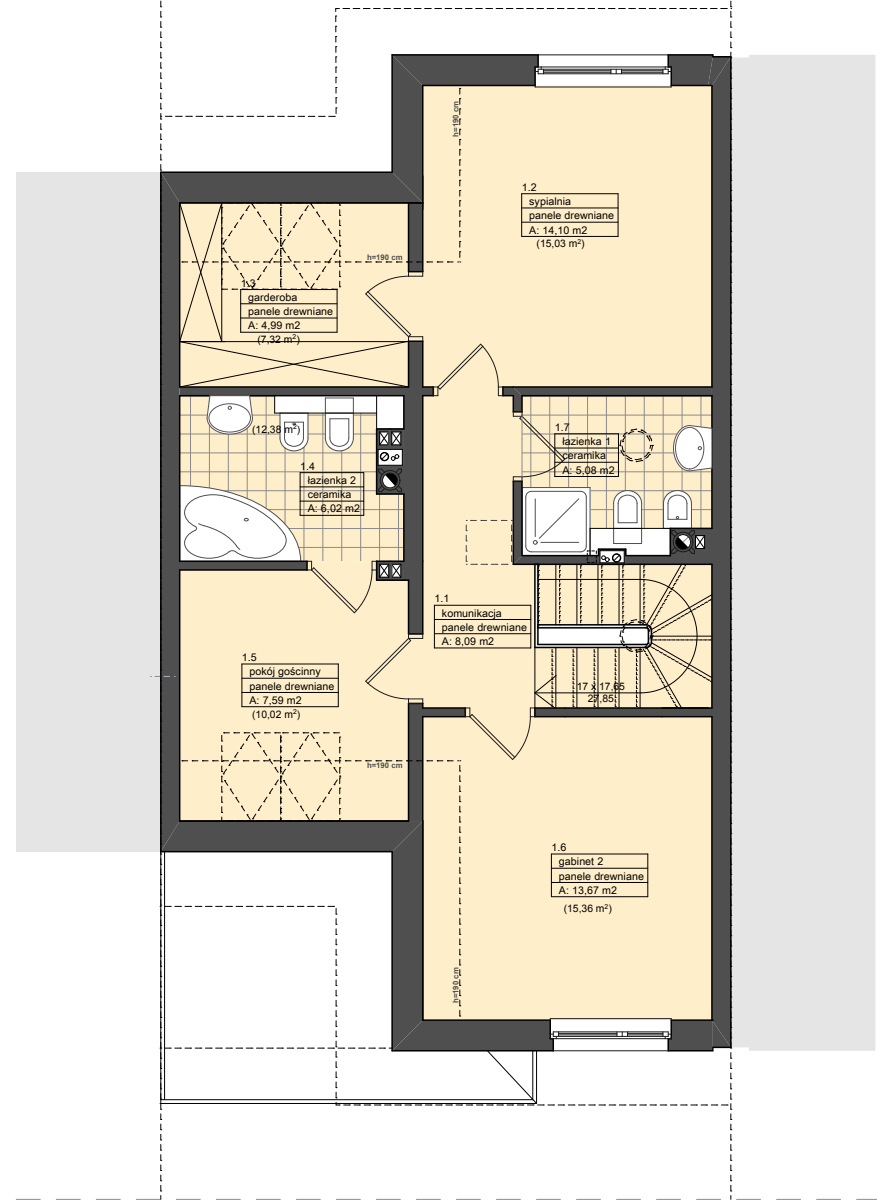 h=190 cm
1.2
sypialnia
panele drewniane
A: 14,10 m2
(15,03 m²)
h=190 cm
1.3
garderoba
panele drewniane
A: 4,99 m2
(7,32 m²)
(12,38 m²)
1.4
łazienka 2
ceramika
A: 6,02 m2
1.7
łazienka 1
ceramika
A: 5,08 m2
1.1
komunikacja
panele drewniane
A: 8,09 m2
1.5
pokój gościnny
panele drewniane
A: 7,59 m2
(10,02 m²)
17 x 17,65
27,85
h=190 cm
1.6
gabinet 2
panele drewniane
A: 13,67 m2
(15,36 m²)
h=190 cm